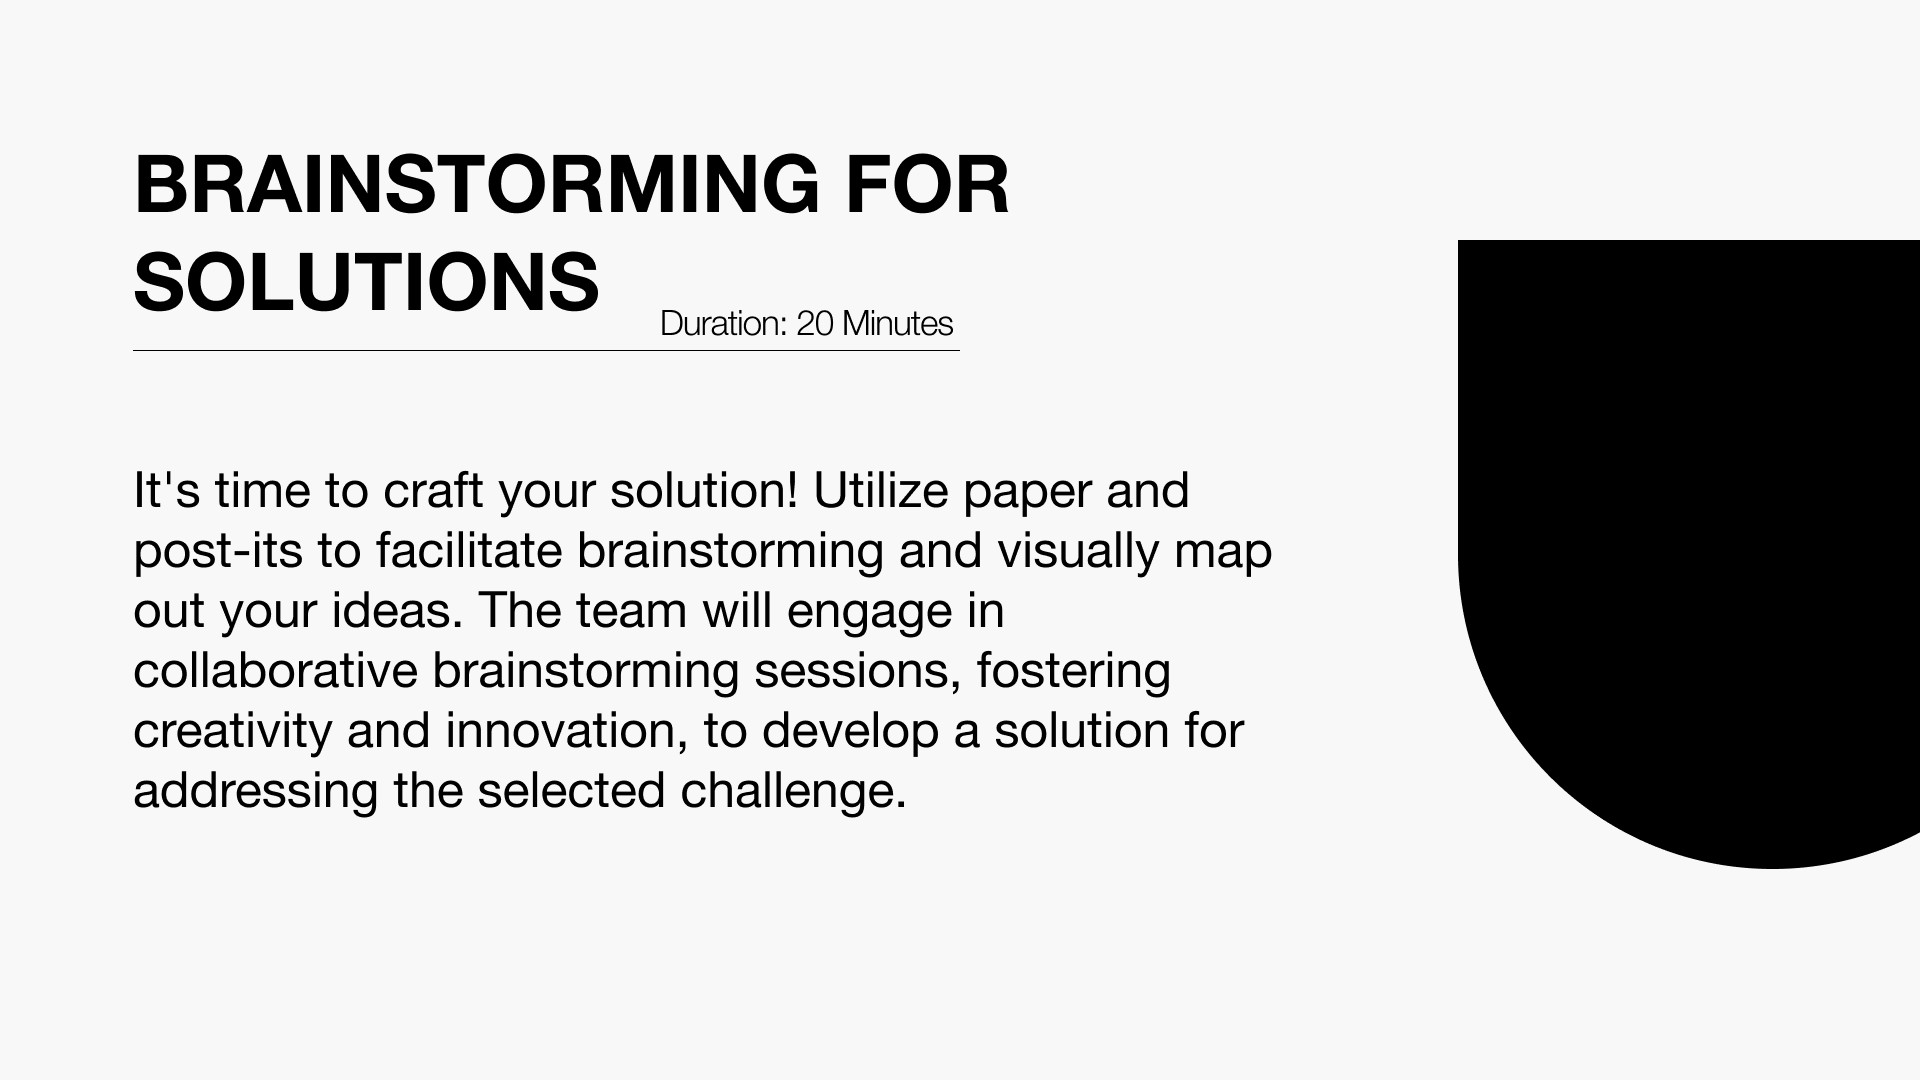 BRAINSTORMING FOR
SOLUTIONS
Duration: 20 Minutes
It's time to craft your solution! Utilize paper and
post-its to facilitate brainstorming and visually map
out your ideas. The team will engage in
collaborative brainstorming sessions, fostering
creativity and innovation, to develop a solution for
addressing the selected challenge.